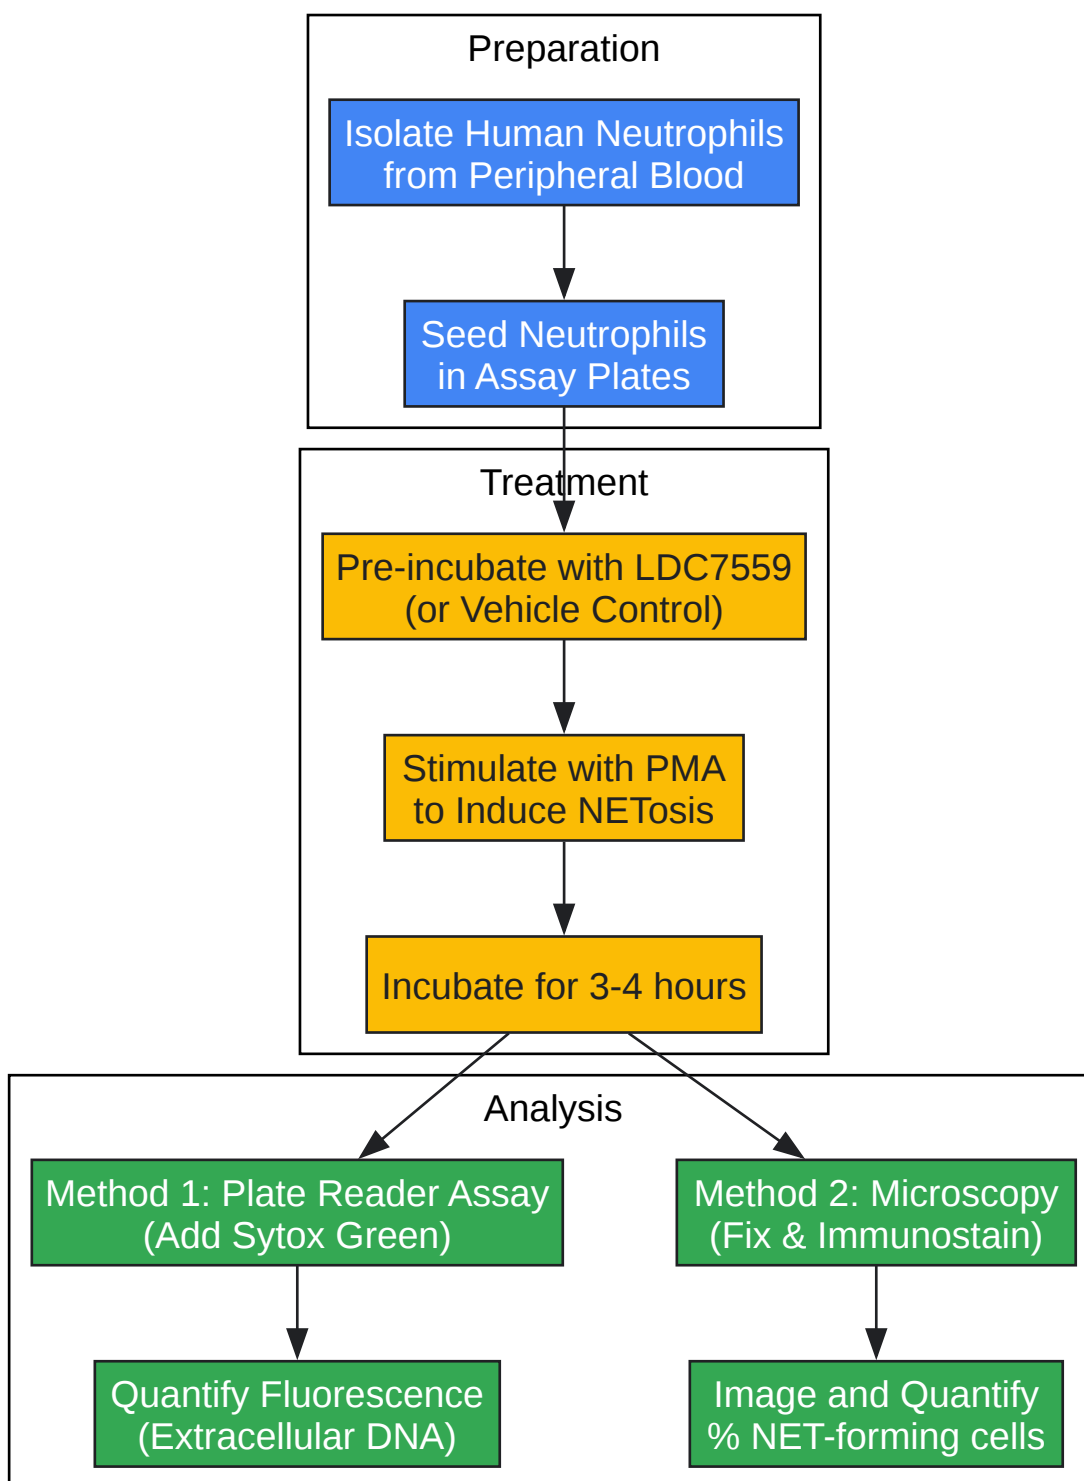 Preparation
Isolate Human Neutrophils
from Peripheral Blood
Seed Neutrophils
in Assay Plates
Treatment
Pre-incubate with LDC7559
(or Vehicle Control)
Stimulate with PMA
to Induce NETosis
Incubate for 3-4 hours
Analysis
Method 1: Plate Reader Assay
(Add Sytox Green)
Method 2: Microscopy
(Fix & Immunostain)
Quantify Fluorescence
(Extracellular DNA)
Image and Quantify
% NET-forming cells